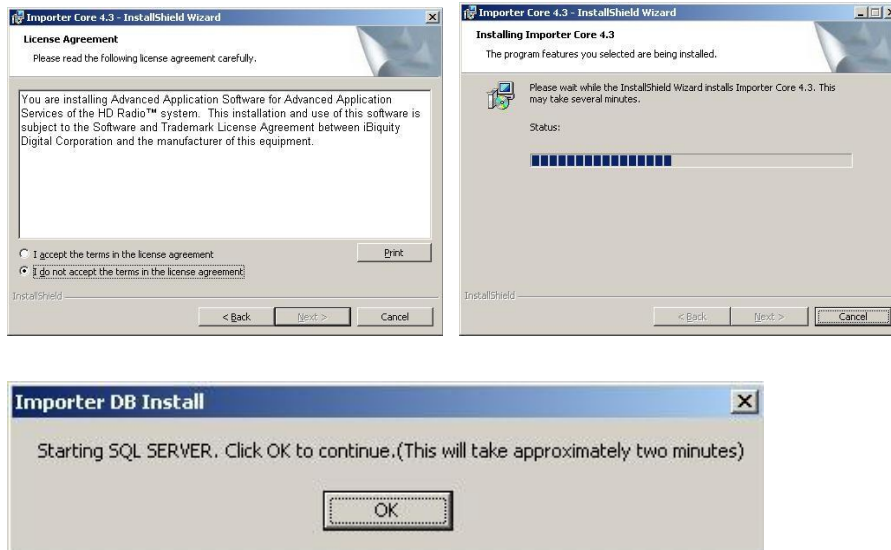 Importer Core 4.3 - InstallShield Wizard
License Agreement
Please read the following license agreement carefully.
You are installing Advanced Application Software for Advanced Application
Services of the HD Radio™ system. This installation and use of this software is
subject to the Software and Trademark License Agreement between iBiquity
Digital Corporation and the manufacturer of this equipment.
I accept the terms in the license agreement
Print
I do not accept the terms in the license agreement
InstallShield
< Back
Next >
Cancel
Importer Core 4.3 - InstallShield Wizard
Installing Importer Core 4.3
The program features you selected are being installed.
Please wait while the InstallShield Wizard installs Importer Core 4.3. This
may take several minutes.
Status:
InstallShield
< Back
Next >
Cancel
Importer DB Install
Starting SQL SERVER. Click OK to continue.(This will take approximately two minutes)
OK